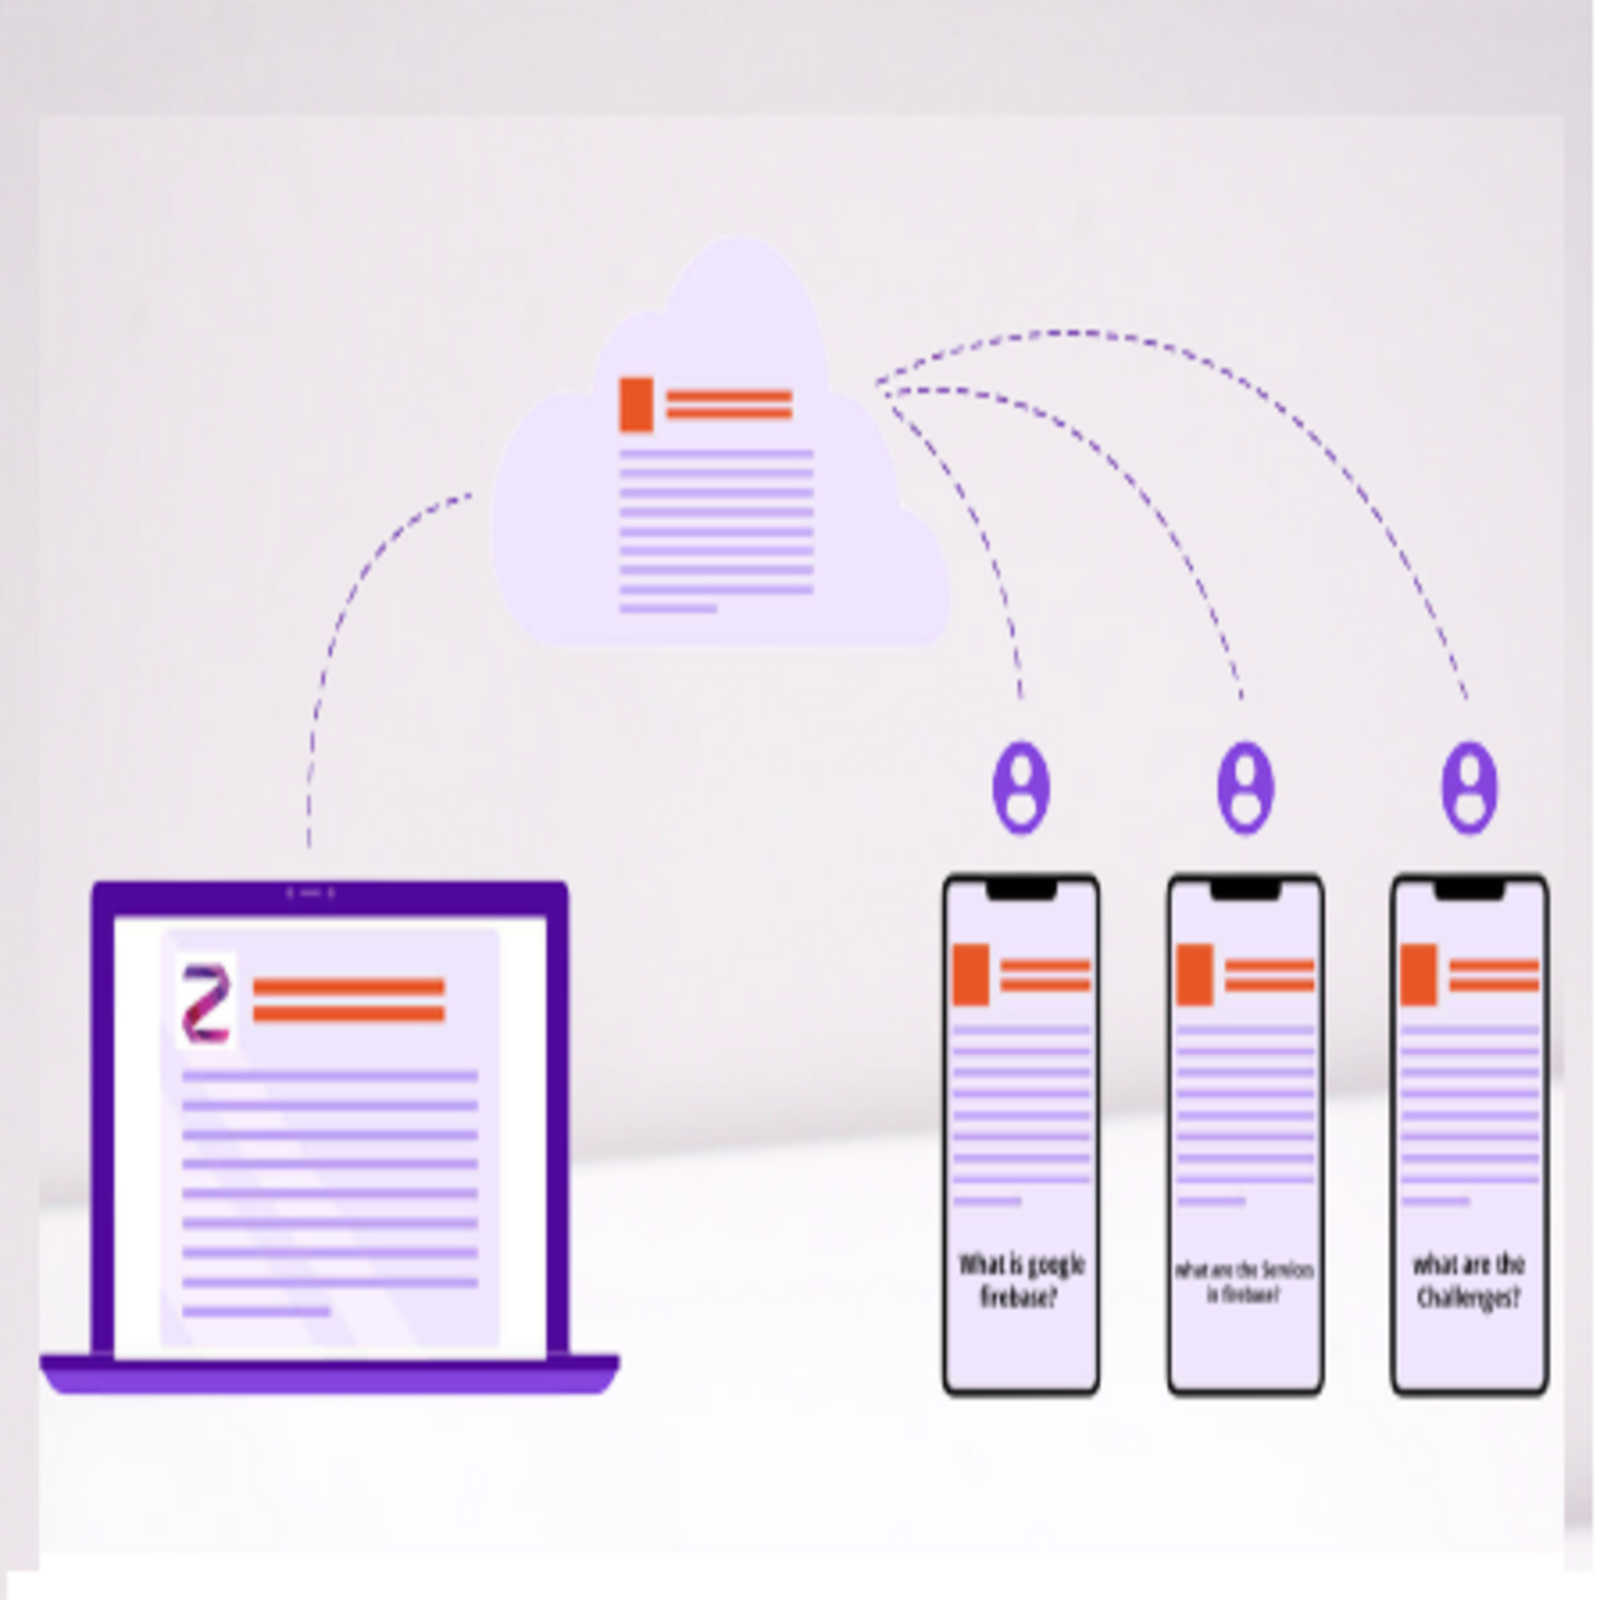 What is google
firebase?
what are the Services
in firebase?
what are the
Challenges?